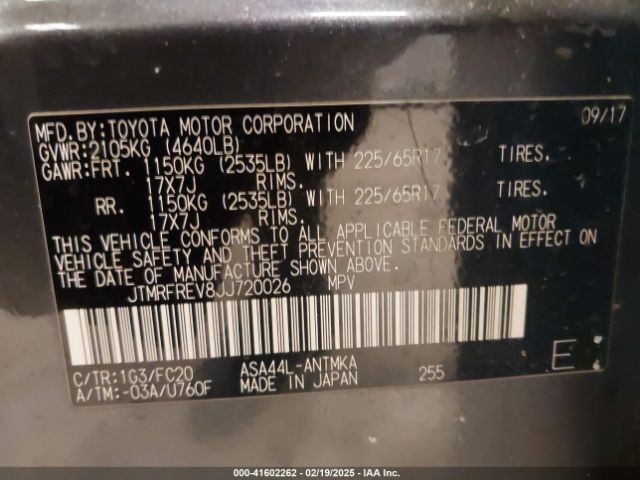 09/17
MFD.BY:TOYOTA MOTOR CORPORATION
GVWR:2105KG (4640LB)
GAWR:FRT. 1150KG (2535LB) WITH 225/65R17 TIRES.
17X7J RIMS.
RR. 1150KG (2535LB) WITH 225/65R17 TIRES.
17X7J RIMS.
THIS VEHICLE CONFORMS TO ALL APPLICABLE FEDERAL MOTOR
VEHICLE SAFETY AND THEFT PREVENTION STANDARDS IN EFFECT ON
THE DATE OF MANUFACTURE SHOWN ABOVE.
JTMRFREV8JJ720026 MPV
C/TR:1G3/FC20 ASA44L-ANTMKA 255 E
A/TM:-03A/U760F MADE IN JAPAN
000-41602262 - 02/19/2025 - IAA Inc.